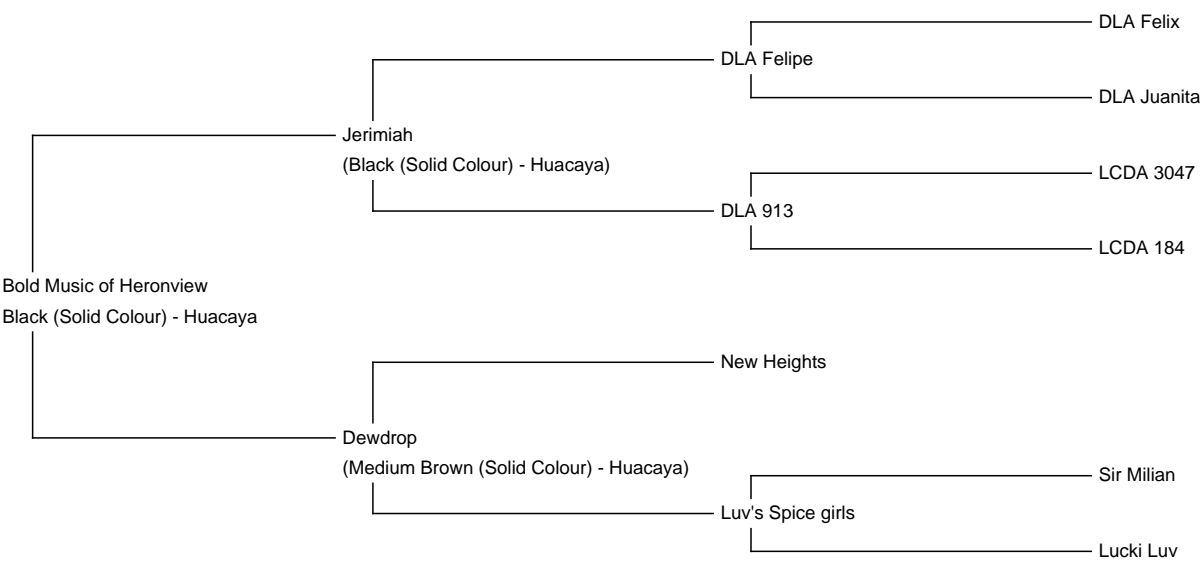 DLA Felix
DLA Felipe
DLA Juanita
Jerimiah
(Black (Solid Colour) - Huacaya)
LCDA 3047
DLA 913
LCDA 184
Bold Music of Heronview
Black (Solid Colour) - Huacaya
New Heights
Dewdrop
(Medium Brown (Solid Colour) - Huacaya)
Sir Milian
Luv's Spice girls
Lucki Luv